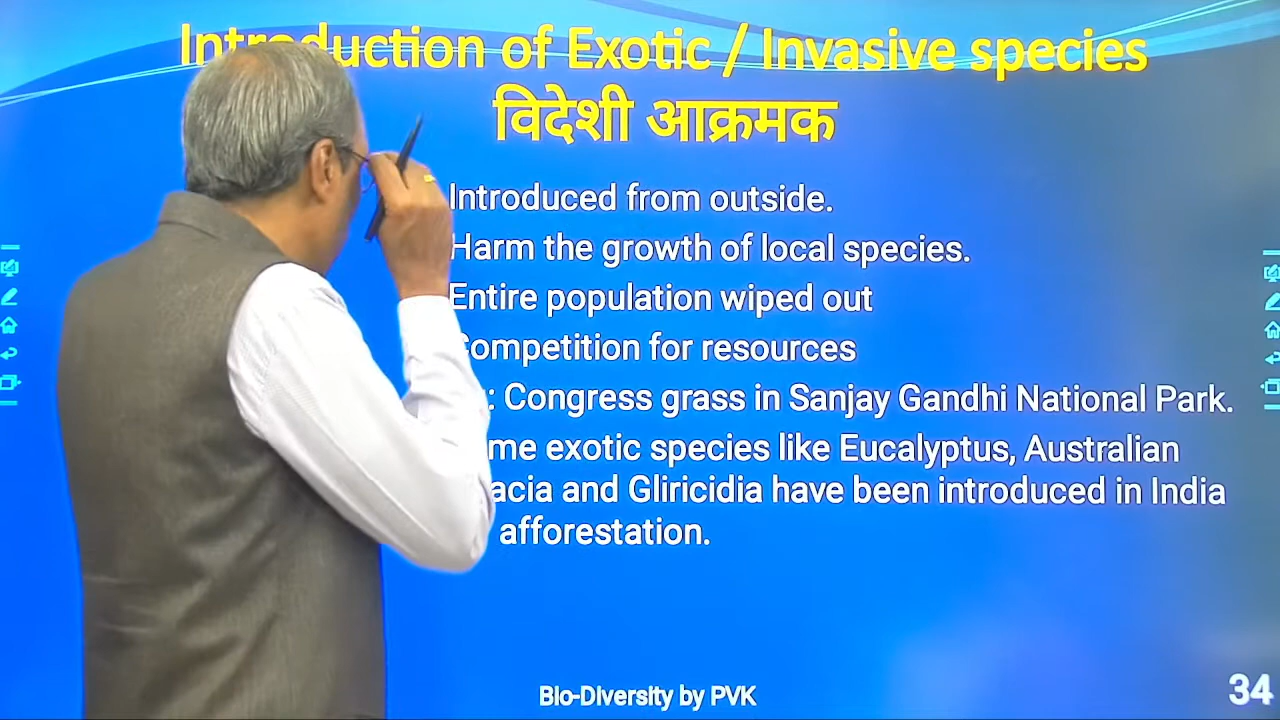 Introduction of Exotic / Invasive species
विदेशी आक्रमक
Introduced from outside.
Harm the growth of local species.
Entire population wiped out
Competition for resources
: Congress grass in Sanjay Gandhi National Park.
exotic species like Eucalyptus, Australian
and Gliricidia have been introduced in India
afforestation.
Bio-Diversity by PVK
34